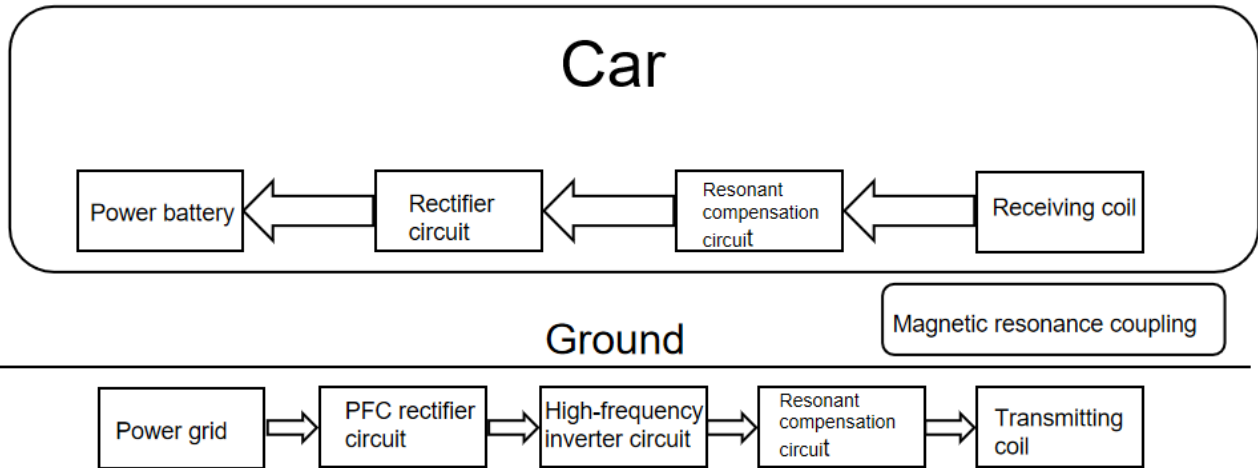 Car
Power battery
Rectifier
circuit
Resonant
compensation
circuit
Receiving coil
Magnetic resonance coupling
Ground
Power grid
PFC rectifier
circuit
High-frequency
inverter circuit
Resonant
compensation
circuit
Transmitting
coil